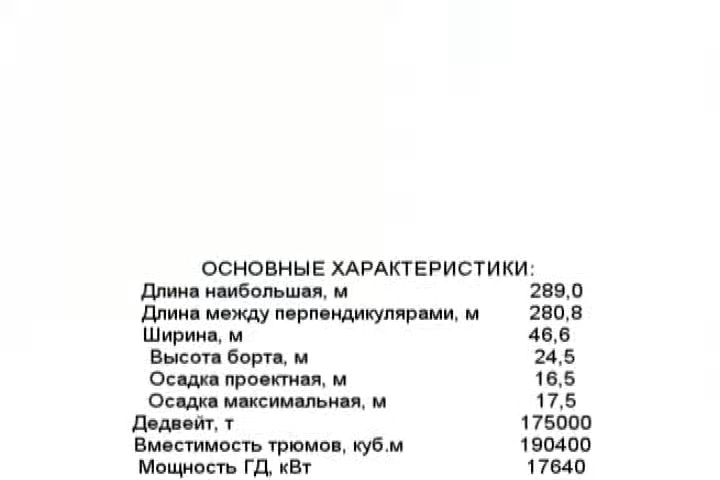 ОСНОВНЫЕ ХАРАКТЕРИСТИКИ:
Длина наибольшая, м 289,0
Длина между перпендикулярами, м 280,8
Ширина, м 46,6
Высота борта, м 24,5
Осадка проектная, м 16,5
Осадка максимальная, м 17,5
Дедвейт, т 175000
Вместимость трюмов, куб.м 190400
Мощность ГД, кВт 17640